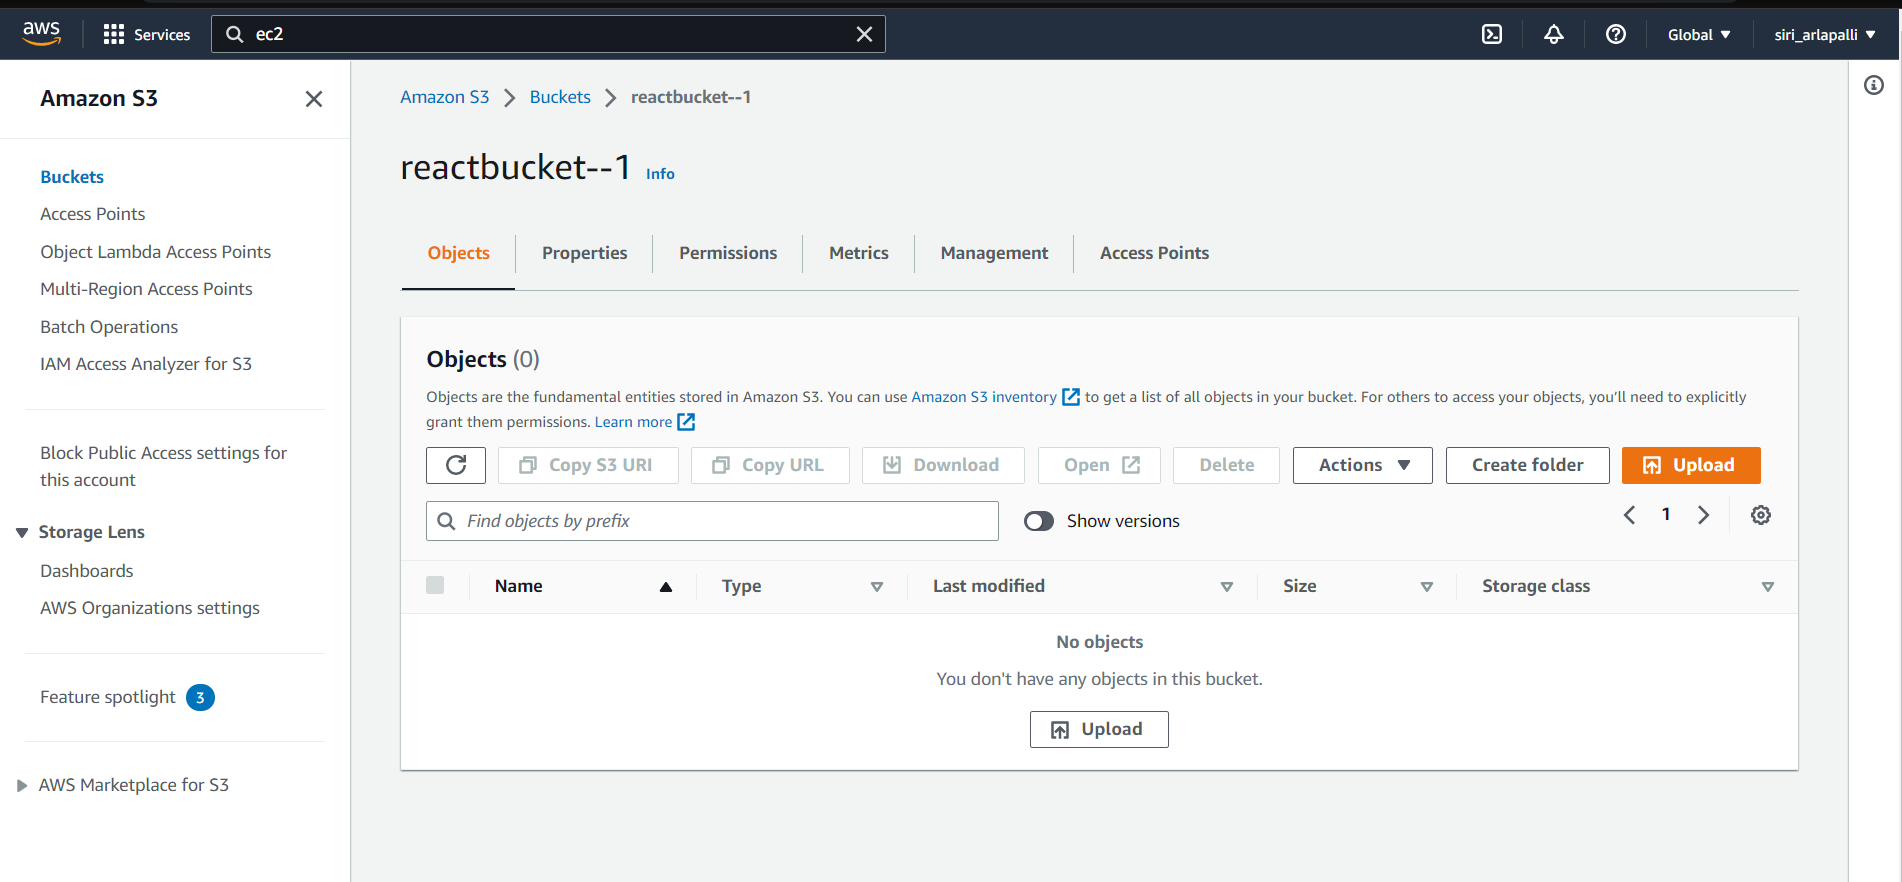 aws Services ec2 Global siri_arlapalli
Amazon S3
Buckets
Access Points
Object Lambda Access Points
Multi-Region Access Points
Batch Operations
IAM Access Analyzer for S3
Block Public Access settings for
this account
Storage Lens
Dashboards
AWS Organizations settings
Feature spotlight 3
AWS Marketplace for S3
Amazon S3 Buckets reactbucket--1
reactbucket--1 Info
Objects Properties Permissions Metrics Management Access Points
Objects (0)
Objects are the fundamental entities stored in Amazon S3. You can use Amazon S3 inventory to get a list of all objects in your bucket. For others to access your objects, you’ll need to explicitly
grant them permissions. Learn more
Copy S3 URI Copy URL Download Open Delete Actions Create folder Upload
Find objects by prefix Show versions 1
Name Type Last modified Size Storage class
No objects
You don't have any objects in this bucket.
Upload